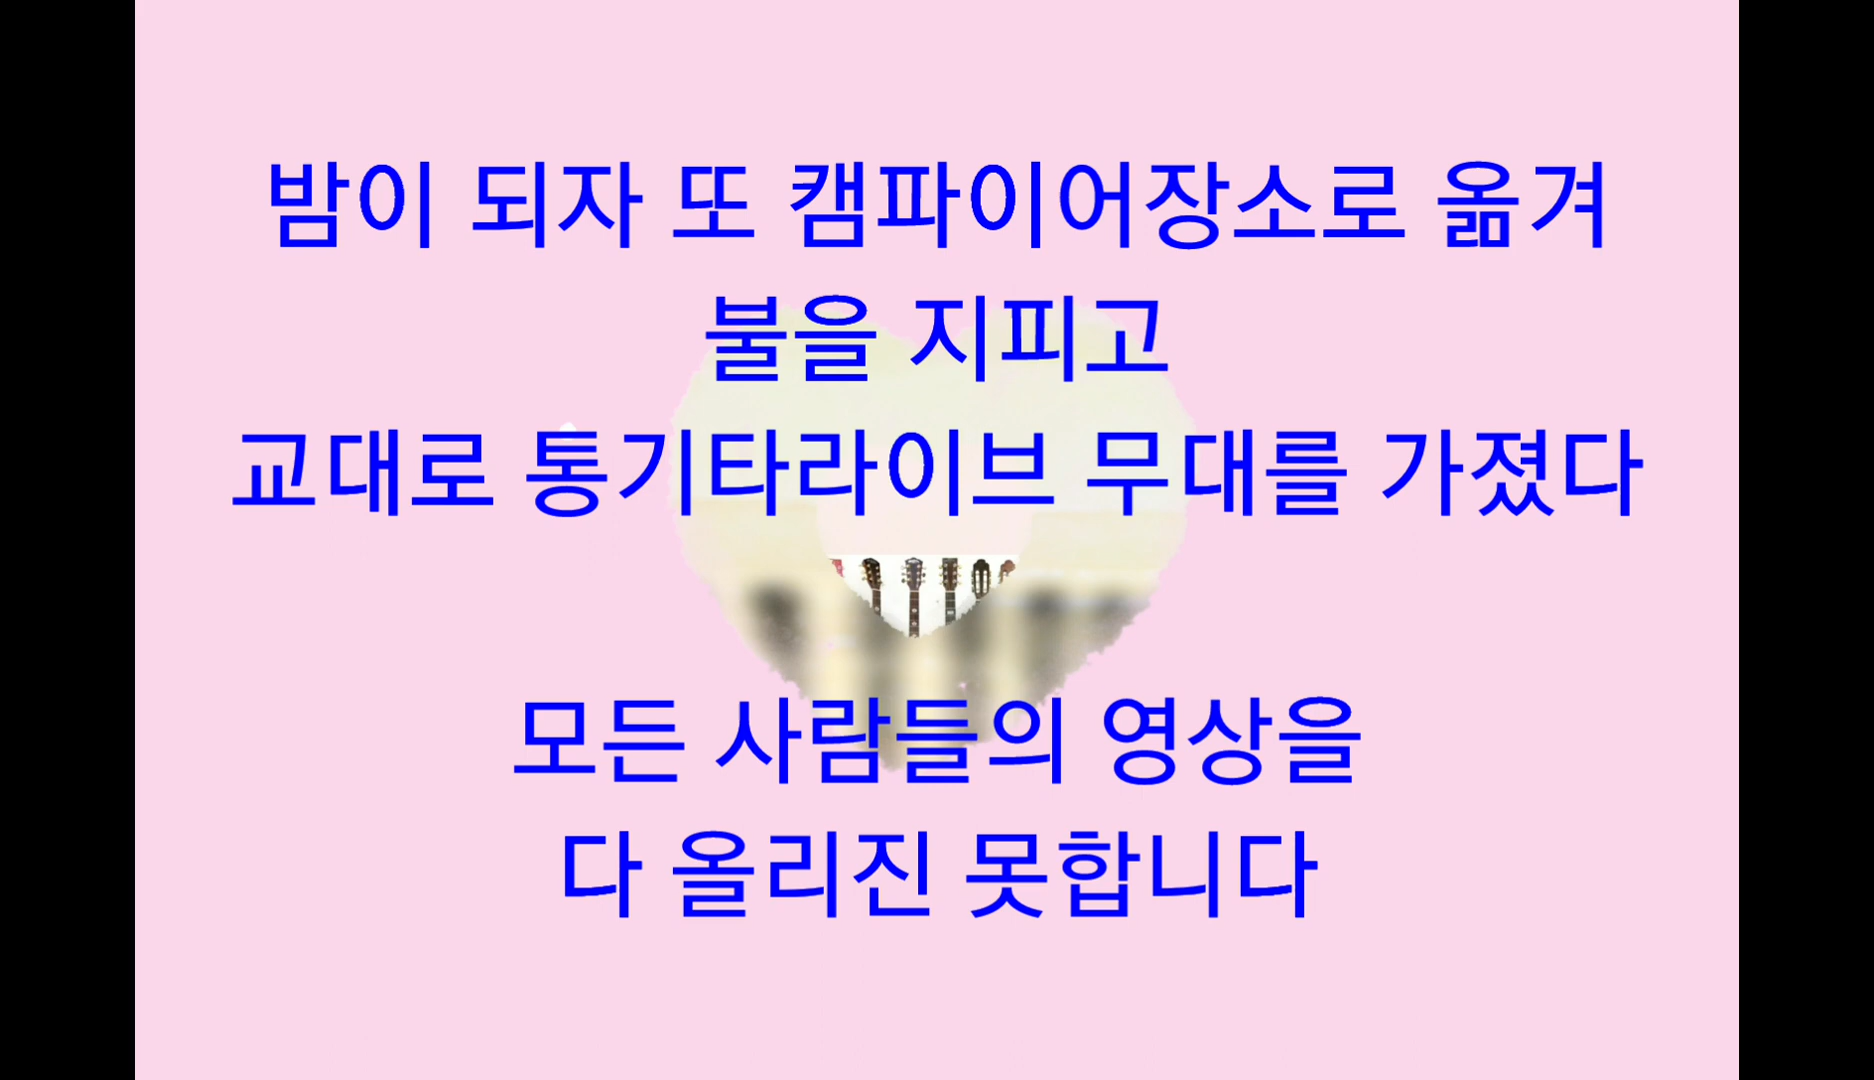 밤이 되자 또 캠파이어장소로 옮겨
불을 지피고
교대로 통기타라이브 무대를 가졌다
모든 사람들의 영상을
다 올리진 못합니다